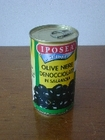 IPOSEA
OLIVE NERE
DENOCCIOLATE
IN SALAMOIA